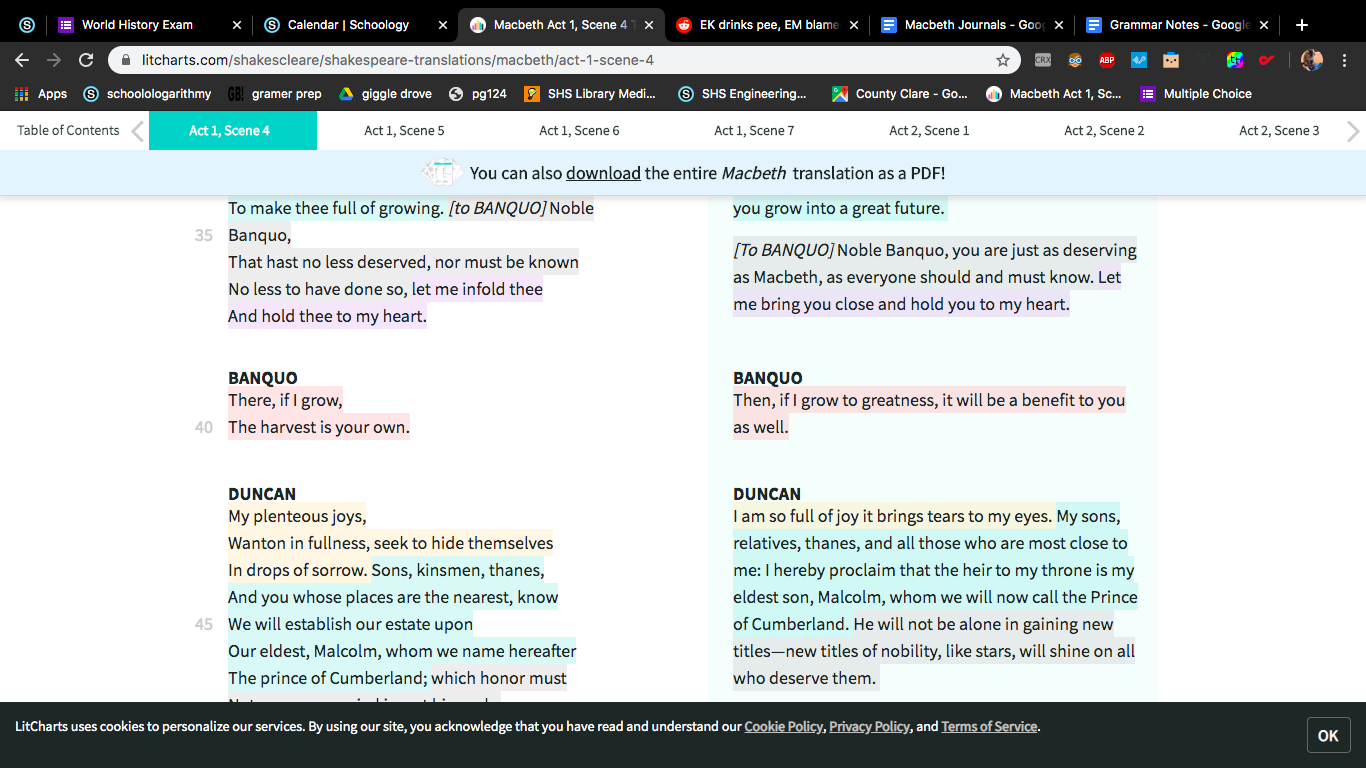 World History Exam
Calendar | Schoology
Macbeth Act 1, Scene 4 T
EK drinks pee, EM blame
Macbeth Journals - Goog
Grammar Notes - Google
litcharts.com/shakescleare/shakespeare-translations/macbeth/act-1-scene-4
CRX
ABP
Apps
schoolologarithmy
GB!
gramer prep
giggle drove
pg124
SHS Library Medi...
SHS Engineering...
County Clare - Go...
Macbeth Act 1, Sc...
Multiple Choice
Table of Contents
Act 1, Scene 4
Act 1, Scene 5
Act 1, Scene 6
Act 1, Scene 7
Act 2, Scene 1
Act 2, Scene 2
Act 2, Scene 3
You can also download the entire Macbeth translation as a PDF!
To make thee full of growing. [to BANQUO] Noble
35 Banquo,
That hast no less deserved, nor must be known
No less to have done so, let me infold thee
And hold thee to my heart.
BANQUO
There, if I grow,
40 The harvest is your own.
DUNCAN
My plenteous joys,
Wanton in fullness, seek to hide themselves
In drops of sorrow. Sons, kinsmen, thanes,
And you whose places are the nearest, know
45 We will establish our estate upon
Our eldest, Malcolm, whom we name hereafter
The prince of Cumberland; which honor must
you grow into a great future.
[To BANQUO] Noble Banquo, you are just as deserving
as Macbeth, as everyone should and must know. Let
me bring you close and hold you to my heart.
BANQUO
Then, if I grow to greatness, it will be a benefit to you
as well.
DUNCAN
I am so full of joy it brings tears to my eyes. My sons,
relatives, thanes, and all those who are most close to
me: I hereby proclaim that the heir to my throne is my
eldest son, Malcolm, whom we will now call the Prince
of Cumberland. He will not be alone in gaining new
titles—new titles of nobility, like stars, will shine on all
who deserve them.
LitCharts uses cookies to personalize our services. By using our site, you acknowledge that you have read and understand our Cookie Policy, Privacy Policy, and Terms of Service.
OK